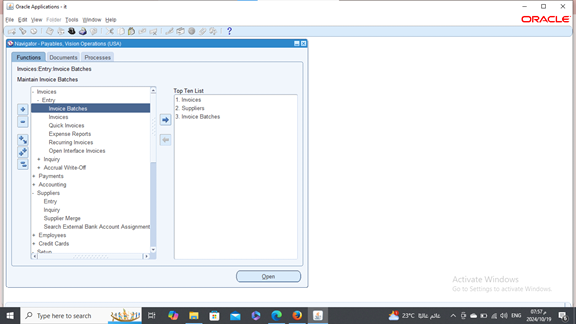 Oracle Applications - it
File Edit View Folder Tools Window Help
ORACLE
Navigator - Payables, Vision Operations (USA)
Functions Documents Processes
Invoices:Entry:Invoice Batches
Maintain Invoice Batches
- Invoices
- Entry
Invoice Batches
Invoices
Quick Invoices
Expense Reports
Recurring Invoices
Open Interface Invoices
+ Inquiry
+ Accrual Write-Off
+ Payments
+ Accounting
- Suppliers
Entry
Inquiry
Supplier Merge
Search External Bank Account Assignment
+ Employees
+ Credit Cards
- Setup
Top Ten List
1. Invoices
2. Suppliers
3. Invoice Batches
Open
Activate Windows
Go to Settings to activate Windows.
Type here to search
23°C
غائم غالبًا
ENG
07:57 م
2024/10/19